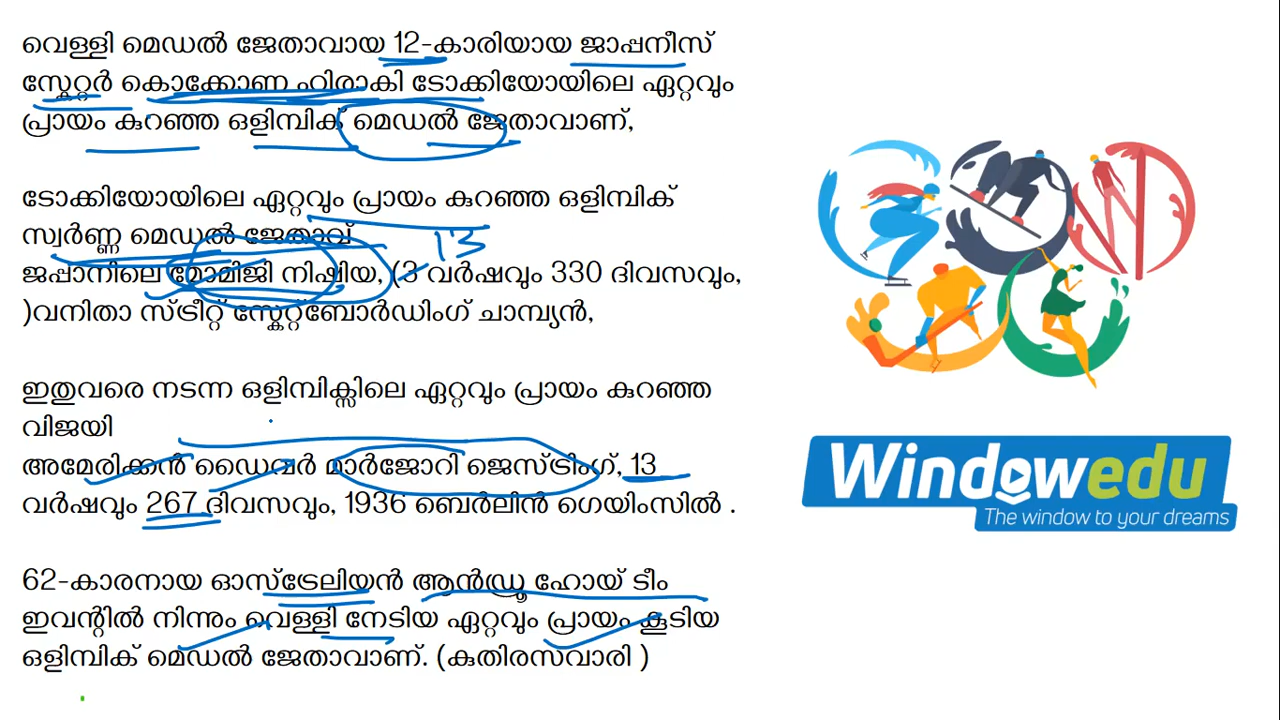 വെള്ളി മെഡൽ ജേതാവായ 12-കാരിയായ ജാപ്പനീസ്
സ്കേറ്റർ കൊക്കോണ ഹിരാകി ടോക്കിയോയിലെ ഏറ്റവും
പ്രായം കുറഞ്ഞ ഒളിമ്പിക് മെഡൽ ജേതാവാണ്,
ടോക്കിയോയിലെ ഏറ്റവും പ്രായം കുറഞ്ഞ ഒളിമ്പിക്
സ്വർണ്ണ മെഡൽ ജേതാവ്
13
ജപ്പാനിലെ മോമിജി നിഷിയ, (3 വർഷവും 330 ദിവസവും,
)വനിതാ സ്ട്രീറ്റ് സ്കേറ്റ്ബോർഡിംഗ് ചാമ്പ്യൻ,
ഇതുവരെ നടന്ന ഒളിമ്പിക്സിലെ ഏറ്റവും പ്രായം കുറഞ്ഞ
വിജയി
അമേരിക്കൻ ഡൈവർ മാർജോറി ജെസ്ട്രിംഗ്, 13
വർഷവും 267 ദിവസവും, 1936 ബെർലിൻ ഗെയിംസിൽ .
62-കാരനായ ഓസ്ട്രേലിയൻ ആൻഡ്രൂ ഹോയ് ടീം
ഇവന്റിൽ നിന്നും വെള്ളി നേടിയ ഏറ്റവും പ്രായം കൂടിയ
ഒളിമ്പിക് മെഡൽ ജേതാവാണ്. (കുതിരസവാരി )
Windowedu
The window to your dreams